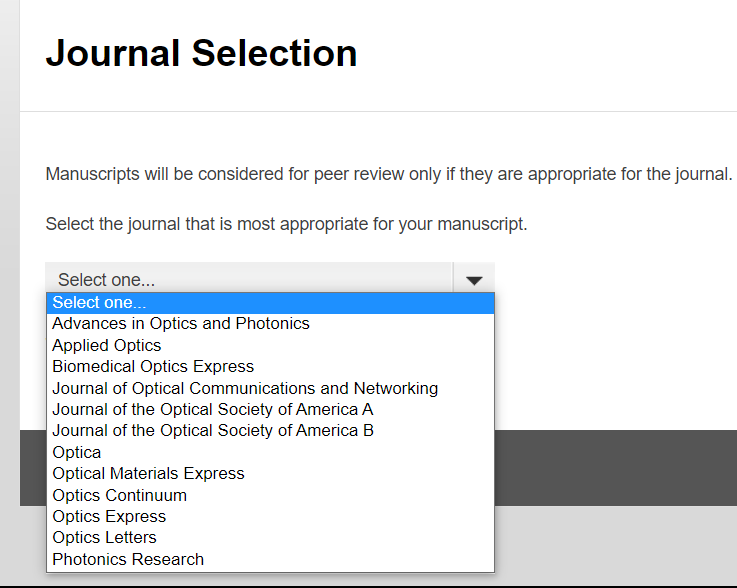 Journal Selection
Manuscripts will be considered for peer review only if they are appropriate for the journal.
Select the journal that is most appropriate for your manuscript.
Select one...
Select one...
Advances in Optics and Photonics
Applied Optics
Biomedical Optics Express
Journal of Optical Communications and Networking
Journal of the Optical Society of America A
Journal of the Optical Society of America B
Optica
Optical Materials Express
Optics Continuum
Optics Express
Optics Letters
Photonics Research